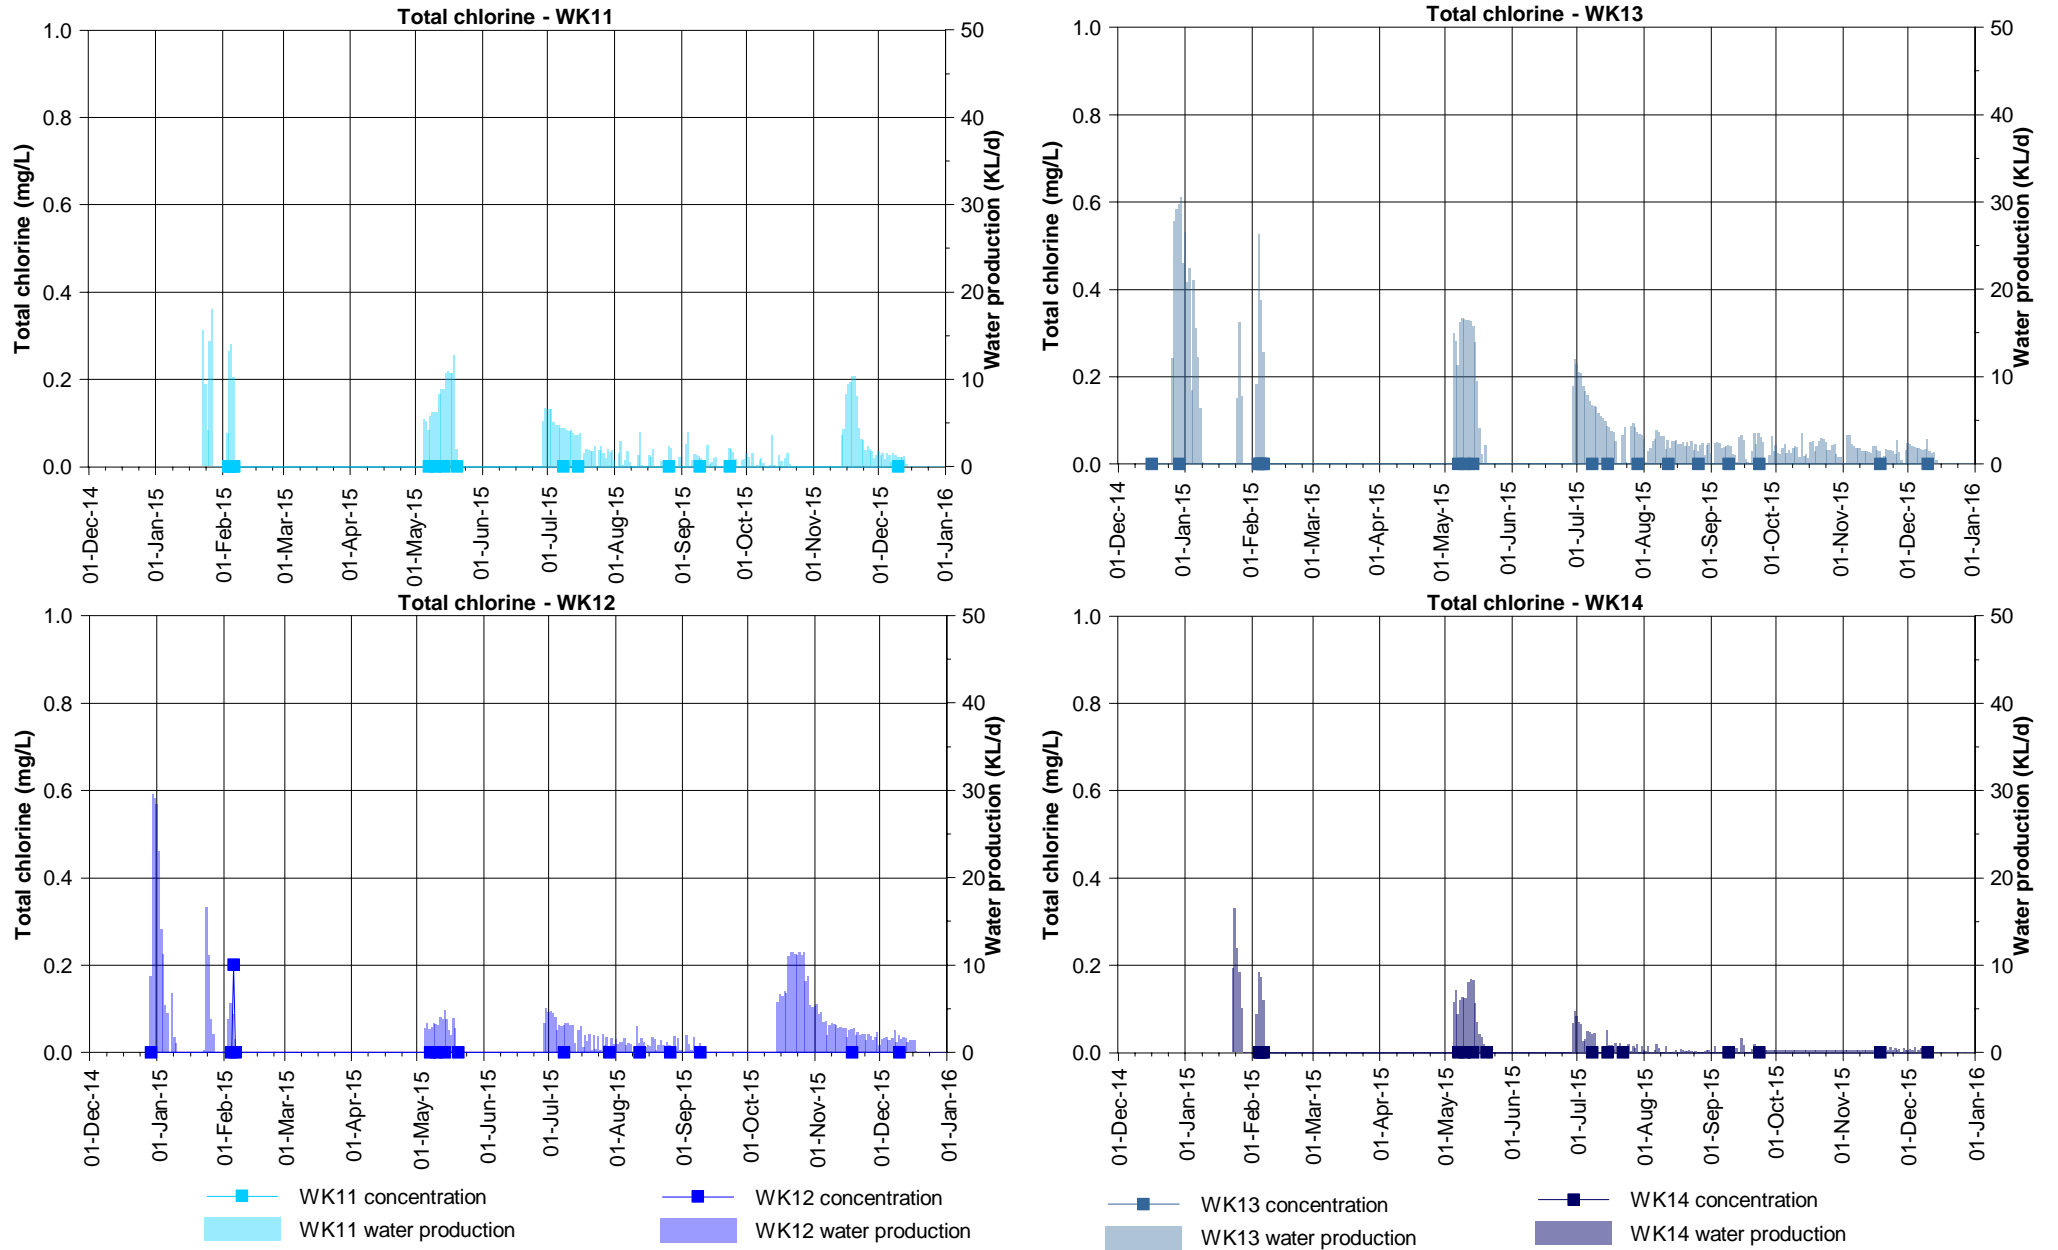 Total chlorine - WK11
1.0
0.8
0.6
0.4
0.2
0.0
Total chlorine (mg/L)
50
40
30
20
10
0
Water production (KL/d)
01-Dec-14
01-Jan-15
01-Feb-15
01-Mar-15
01-Apr-15
01-May-15
01-Jun-15
01-Jul-15
01-Aug-15
01-Sep-15
01-Oct-15
01-Nov-15
01-Dec-15
01-Jan-16
Total chlorine - WK13
1.0
0.8
0.6
0.4
0.2
0.0
Total chlorine (mg/L)
50
40
30
20
10
0
Water production (KL/d)
01-Dec-14
01-Jan-15
01-Feb-15
01-Mar-15
01-Apr-15
01-May-15
01-Jun-15
01-Jul-15
01-Aug-15
01-Sep-15
01-Oct-15
01-Nov-15
01-Dec-15
01-Jan-16
Total chlorine - WK12
1.0
0.8
0.6
0.4
0.2
0.0
Total chlorine (mg/L)
50
40
30
20
10
0
Water production (KL/d)
01-Dec-14
01-Jan-15
01-Feb-15
01-Mar-15
01-Apr-15
01-May-15
01-Jun-15
01-Jul-15
01-Aug-15
01-Sep-15
01-Oct-15
01-Nov-15
01-Dec-15
01-Jan-16
Total chlorine - WK14
1.0
0.8
0.6
0.4
0.2
0.0
Total chlorine (mg/L)
50
40
30
20
10
0
Water production (KL/d)
01-Dec-14
01-Jan-15
01-Feb-15
01-Mar-15
01-Apr-15
01-May-15
01-Jun-15
01-Jul-15
01-Aug-15
01-Sep-15
01-Oct-15
01-Nov-15
01-Dec-15
01-Jan-16
WK11 concentration
WK11 water production
WK12 concentration
WK12 water production
WK13 concentration
WK13 water production
WK14 concentration
WK14 water production